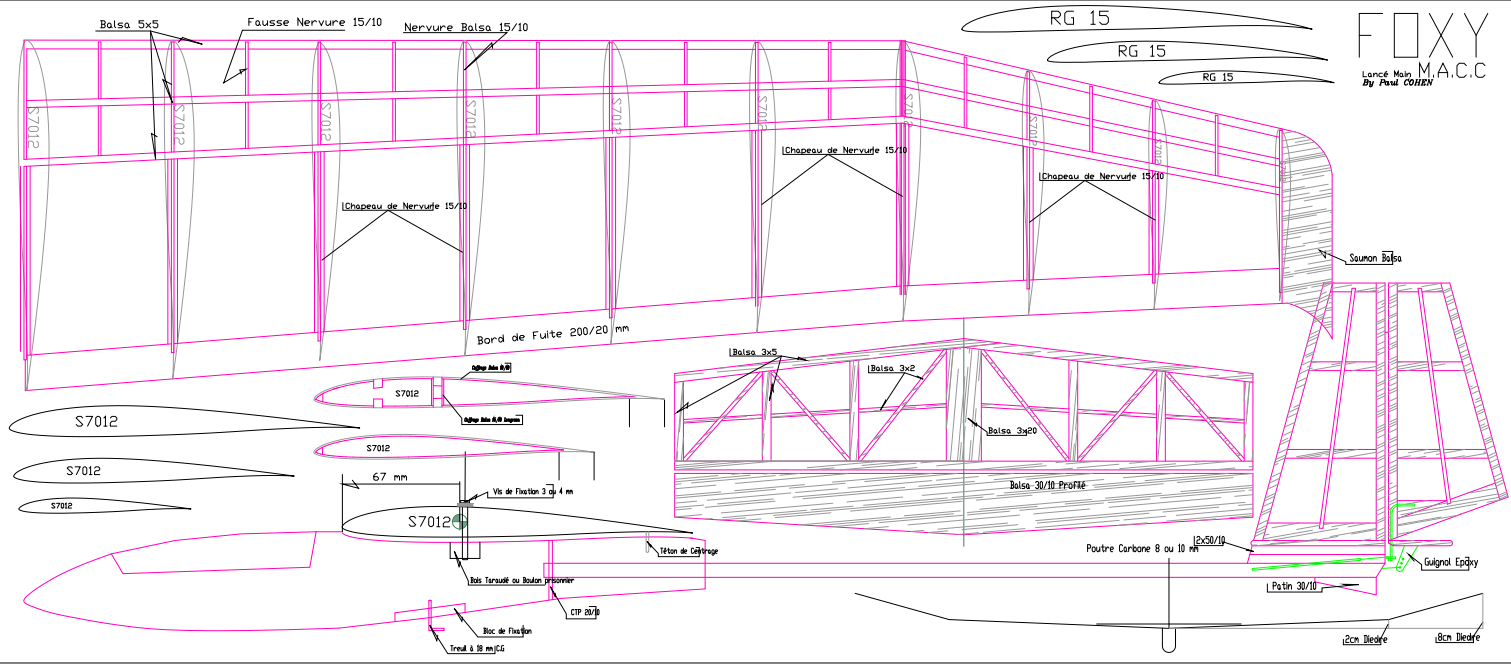 Balsa 5x5
Fausse Nervure 15/10
Nervure Balsa 15/10
RG 15
RG 15
RG 15
FOXY
M.A.C.C
Lancé Main
By Paul COHEN
S7012
S7012
S7012
S7012
S7012
S7012
S7012
S7012
S7012
Chapeau de Nervure 15/10
Chapeau de Nervure 15/10
Chapeau de Nervure 15/10
Saumon Balsa
Bord de Fuite 200/20 mm
S7012
S7012
S7012
S7012
S7012
Balsa 3x5
Balsa 3x2
Balsa 3x20
Balsa 30/10 Profilé
67 mm
Vis de Fixation 3 ou 4 mm
S7012
Téton de Centrage
Bois Taraudé ou Boulon prisonnier
CTP 20/10
Bloc de Fixation
Treuil à 18 mm/C.G
Poutre Carbone 8 ou 10 mm
2x50/10
Guignol Epoxy
Patin 30/10
2cm Diedre
8cm Diedre